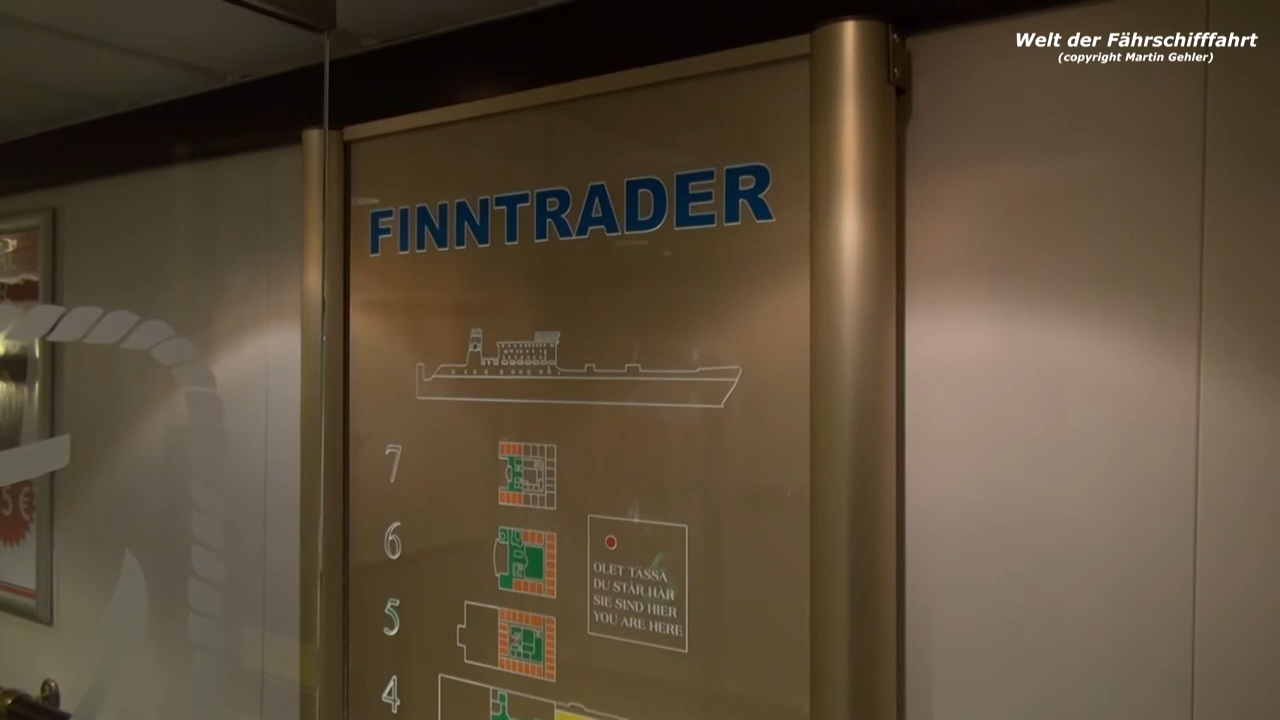 Welt der Fährschifffahrt
(copyright Martin Gehler)
FINNTRADER
7
6
5
4
OLET TÄSSÄ
DU STÅR HÄR
SIE SIND HIER
YOU ARE HERE
5 €